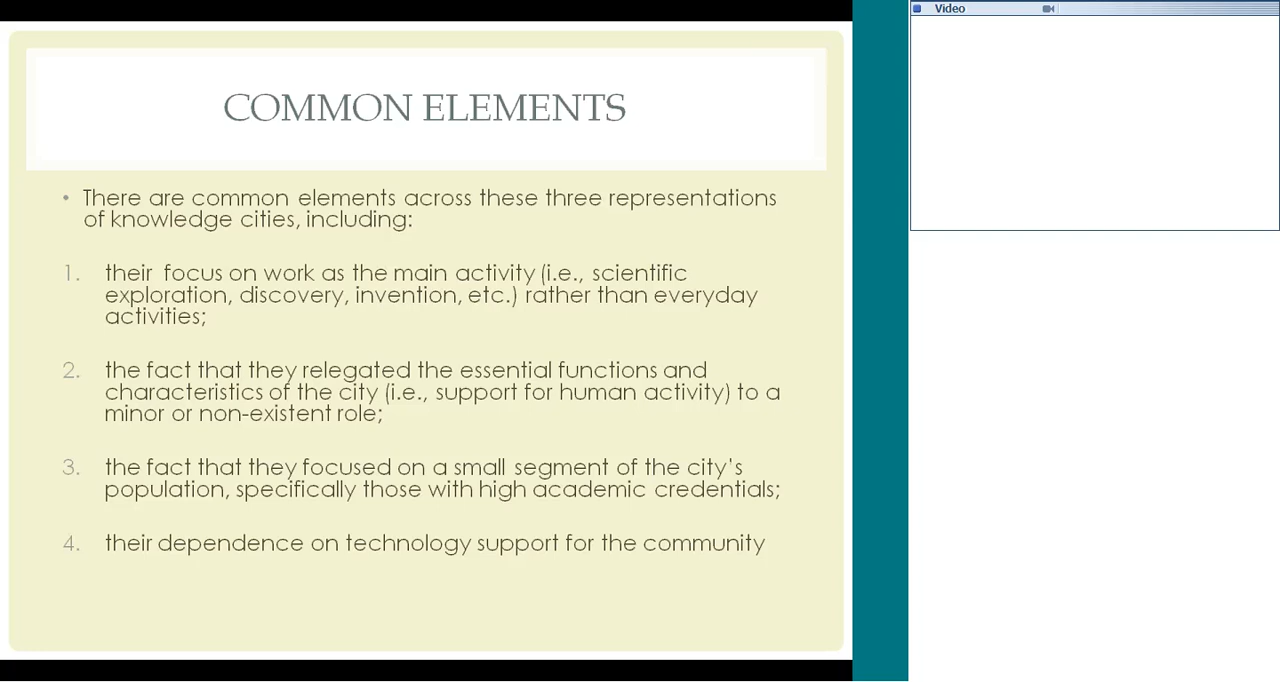 Video
COMMON ELEMENTS
• There are common elements across these three representations
of knowledge cities, including:
1. their focus on work as the main activity (i.e., scientific
exploration, discovery, invention, etc.) rather than everyday
activities;
2. the fact that they relegated the essential functions and
characteristics of the city (i.e., support for human activity) to a
minor or non-existent role;
3. the fact that they focused on a small segment of the city's
population, specifically those with high academic credentials;
4. their dependence on technology support for the community